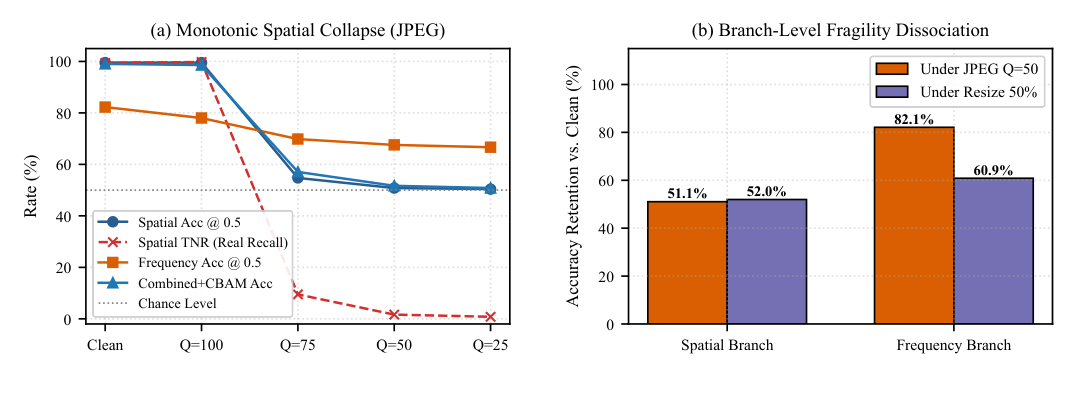 (a) Monotonic Spatial Collapse (JPEG)
Rate (%)
100
80
60
40
20
0
Spatial Acc @ 0.5
Spatial TNR (Real Recall)
Frequency Acc @ 0.5
Combined+CBAM Acc
Chance Level
Clean
Q=100
Q=75
Q=50
Q=25
(b) Branch-Level Fragility Dissociation
Accuracy Retention vs. Clean (%)
100
80
60
40
20
0
Under JPEG Q=50
Under Resize 50%
51.1%
52.0%
82.1%
60.9%
Spatial Branch
Frequency Branch